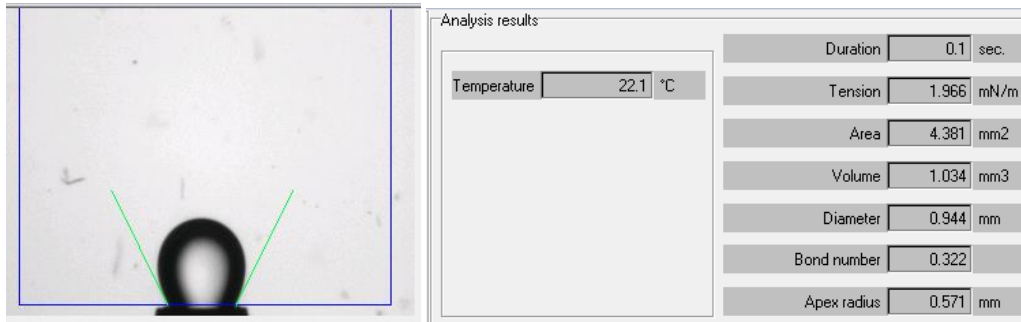 Analysis results
Temperature 22.1 °C
Duration 0.1 sec.
Tension 1.966 mN/m
Area 4.381 mm2
Volume 1.034 mm3
Diameter 0.944 mm
Bond number 0.322
Apex radius 0.571 mm